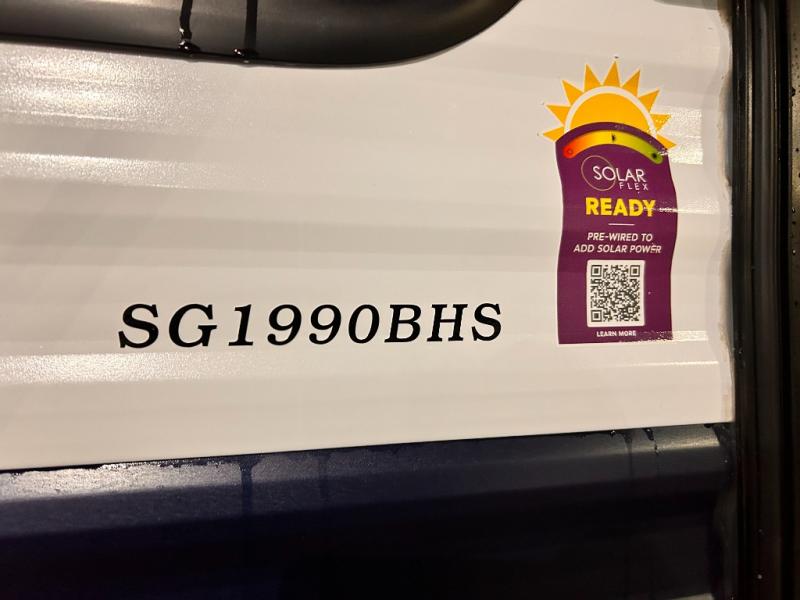 SOLAR
FLEX
READY
PRE-WIRED TO
ADD SOLAR POWER
LEARN MORE
SG1990BHS